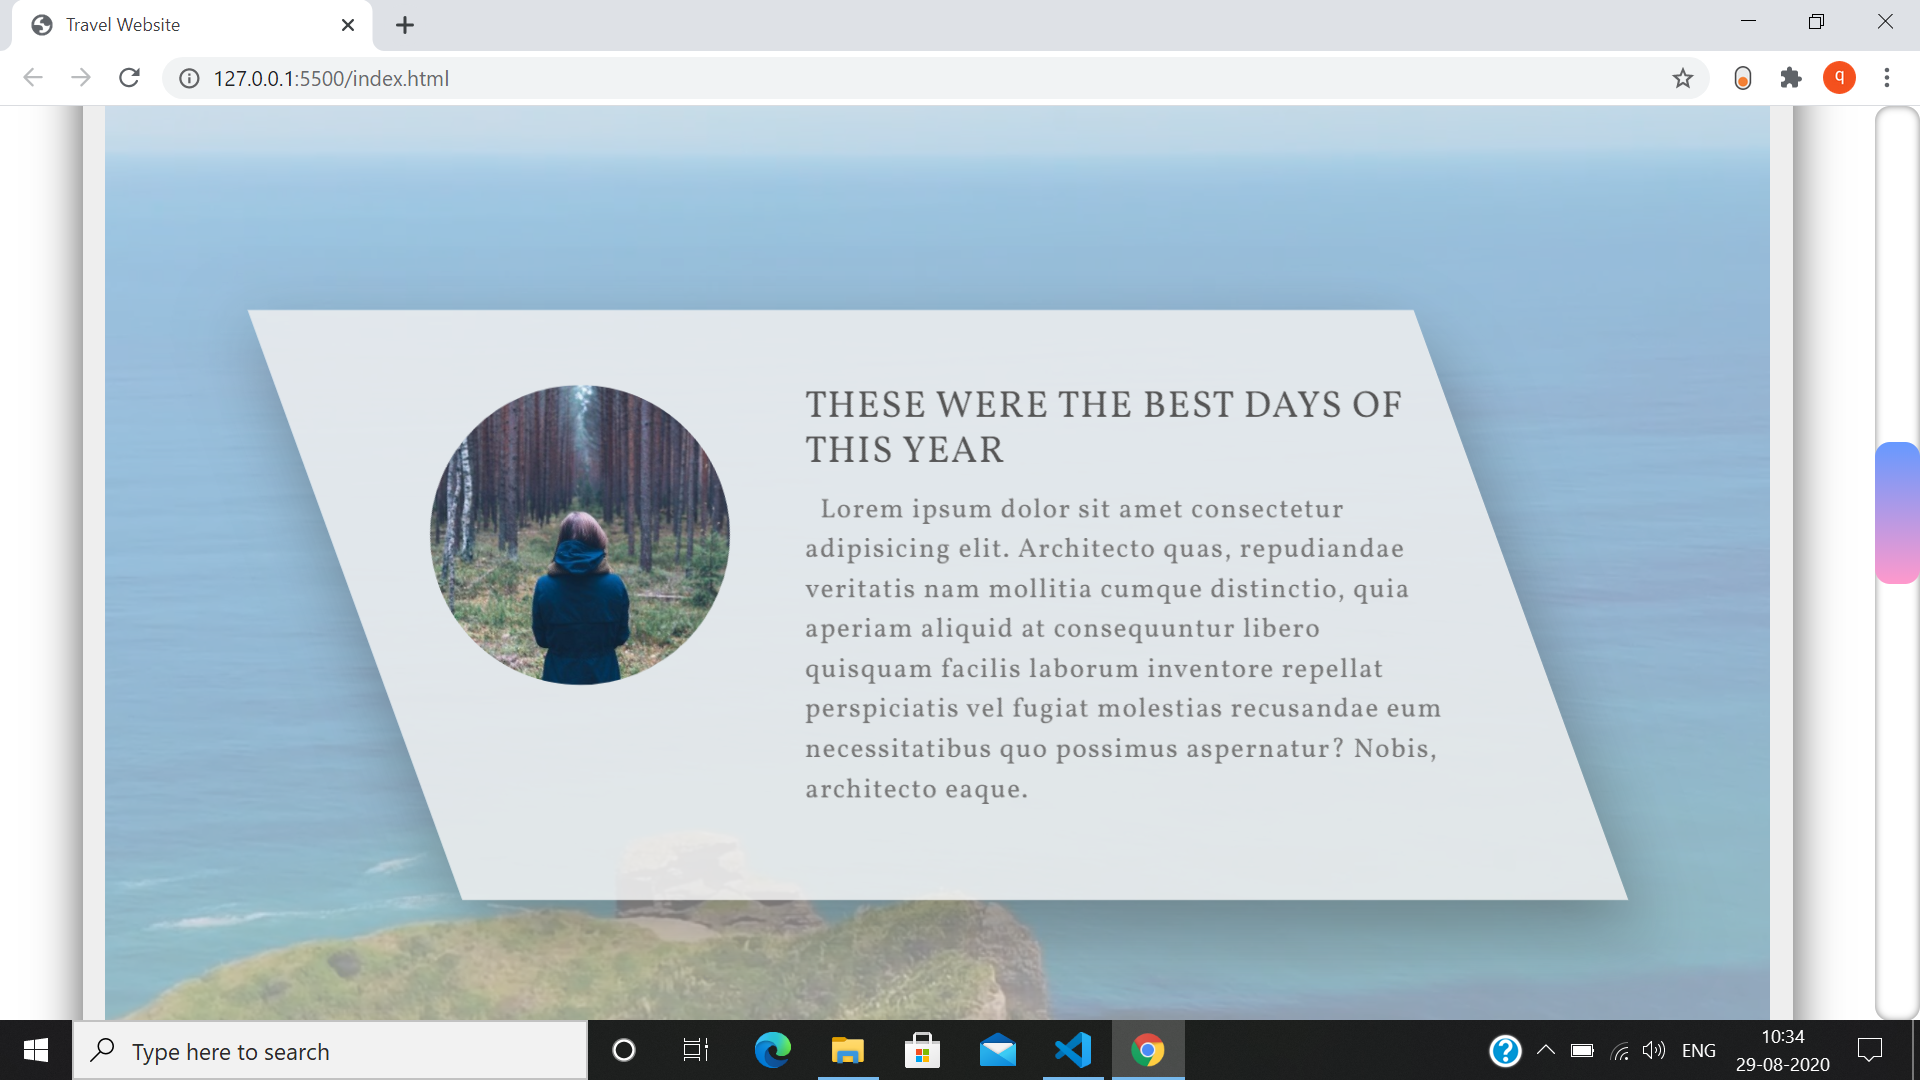 Travel Website
127.0.0.1:5500/index.html
q
THESE WERE THE BEST DAYS OF
THIS YEAR
Lorem ipsum dolor sit amet consectetur
adipisicing elit. Architecto quas, repudiandae
veritatis nam mollitia cumque distinctio, quia
aperiam aliquid at consequuntur libero
quisquam facilis laborum inventore repellat
perspiciatis vel fugiat molestias recusandae eum
necessitatibus quo possimus aspernatur? Nobis,
architecto eaque.
Type here to search
ENG
10:34
29-08-2020